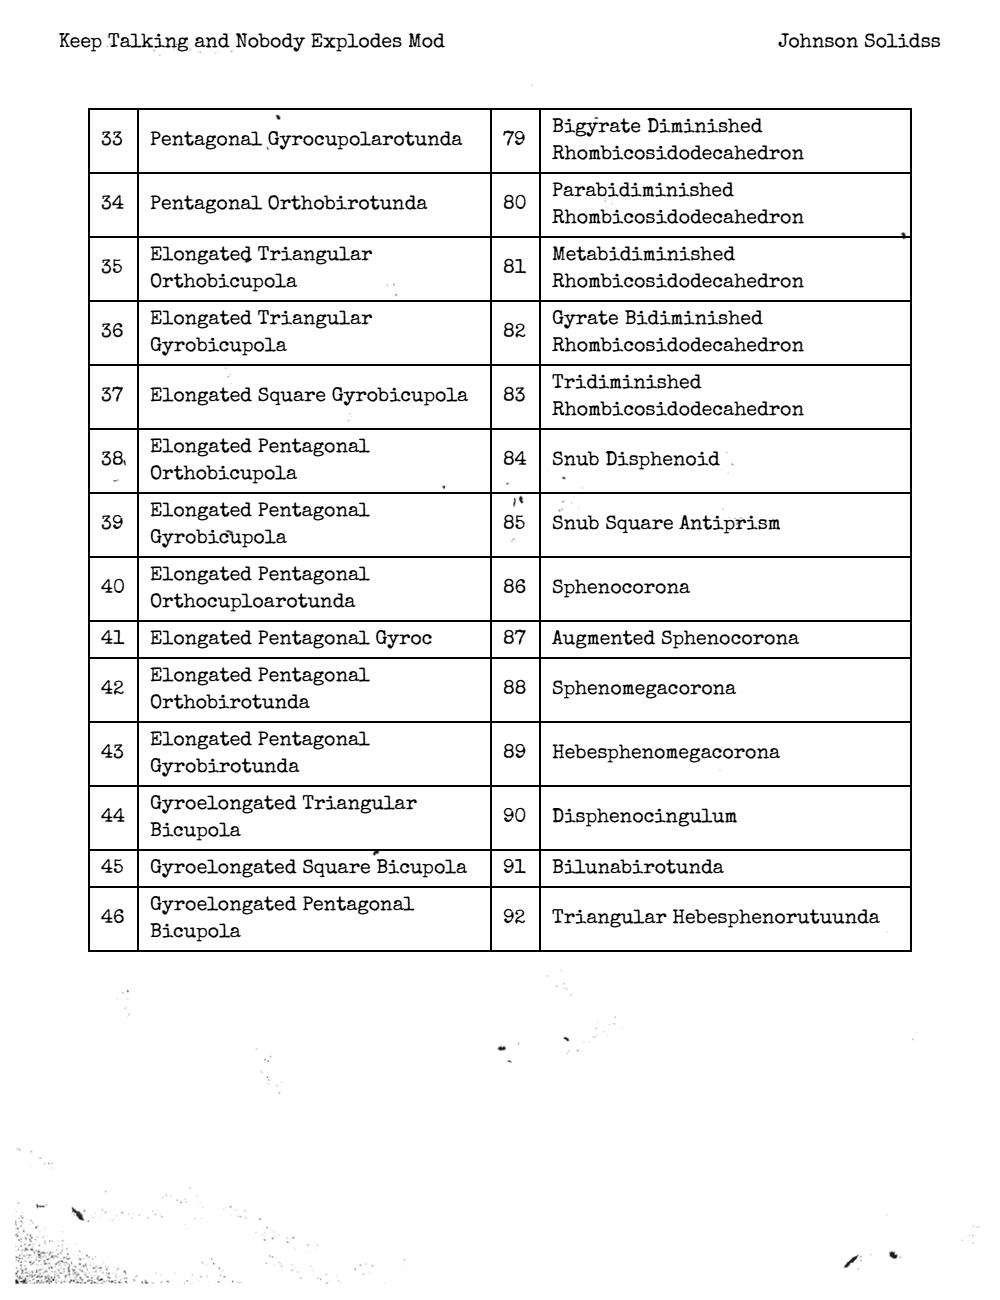 Keep Talking and Nobody Explodes Mod
Johnson Solidss
33
Pentagonal Gyrocupolarotunda
79
Bigyrate Diminished
Rhombicosidodecahedron
34
Pentagonal Orthobirotunda
80
Parabidiminished
Rhombicosidodecahedron
35
Elongated Triangular
Orthobicupola
81
Metabidiminished
Rhombicosidodecahedron
36
Elongated Triangular
Gyrobicupola
82
Gyrate Bidiminished
Rhombicosidodecahedron
37
Elongated Square Gyrobicupola
83
Tridiminished
Rhombicosidodecahedron
38
Elongated Pentagonal
Orthobicupola
84
Snub Disphenoid
39
Elongated Pentagonal
Gyrobicupola
85
Snub Square Antiprism
40
Elongated Pentagonal
Orthocuploarotunda
86
Sphenocorona
41
Elongated Pentagonal Gyroc
87
Augmented Sphenocorona
42
Elongated Pentagonal
Orthobirotunda
88
Sphenomegacorona
43
Elongated Pentagonal
Gyrobirotunda
89
Hebesphenomegacorona
44
Gyroelongated Triangular
Bicupola
90
Disphenocingulum
45
Gyroelongated Square Bicupola
91
Bilunabirotunda
46
Gyroelongated Pentagonal
Bicupola
92
Triangular Hebesphenorutuunda